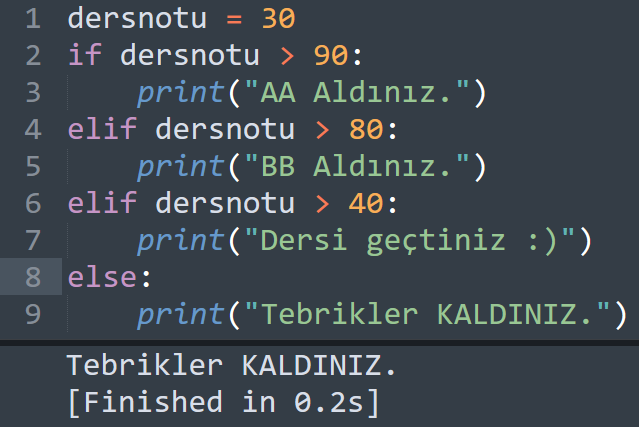 1 dersnotu = 30
2 if dersnotu > 90:
3     print("AA Aldınız.")
4 elif dersnotu > 80:
5     print("BB Aldınız.")
6 elif dersnotu > 40:
7     print("Dersi geçtiniz :)")
8 else:
9     print("Tebrikler KALDINIZ.")
Tebrikler KALDINIZ.
[Finished in 0.2s]